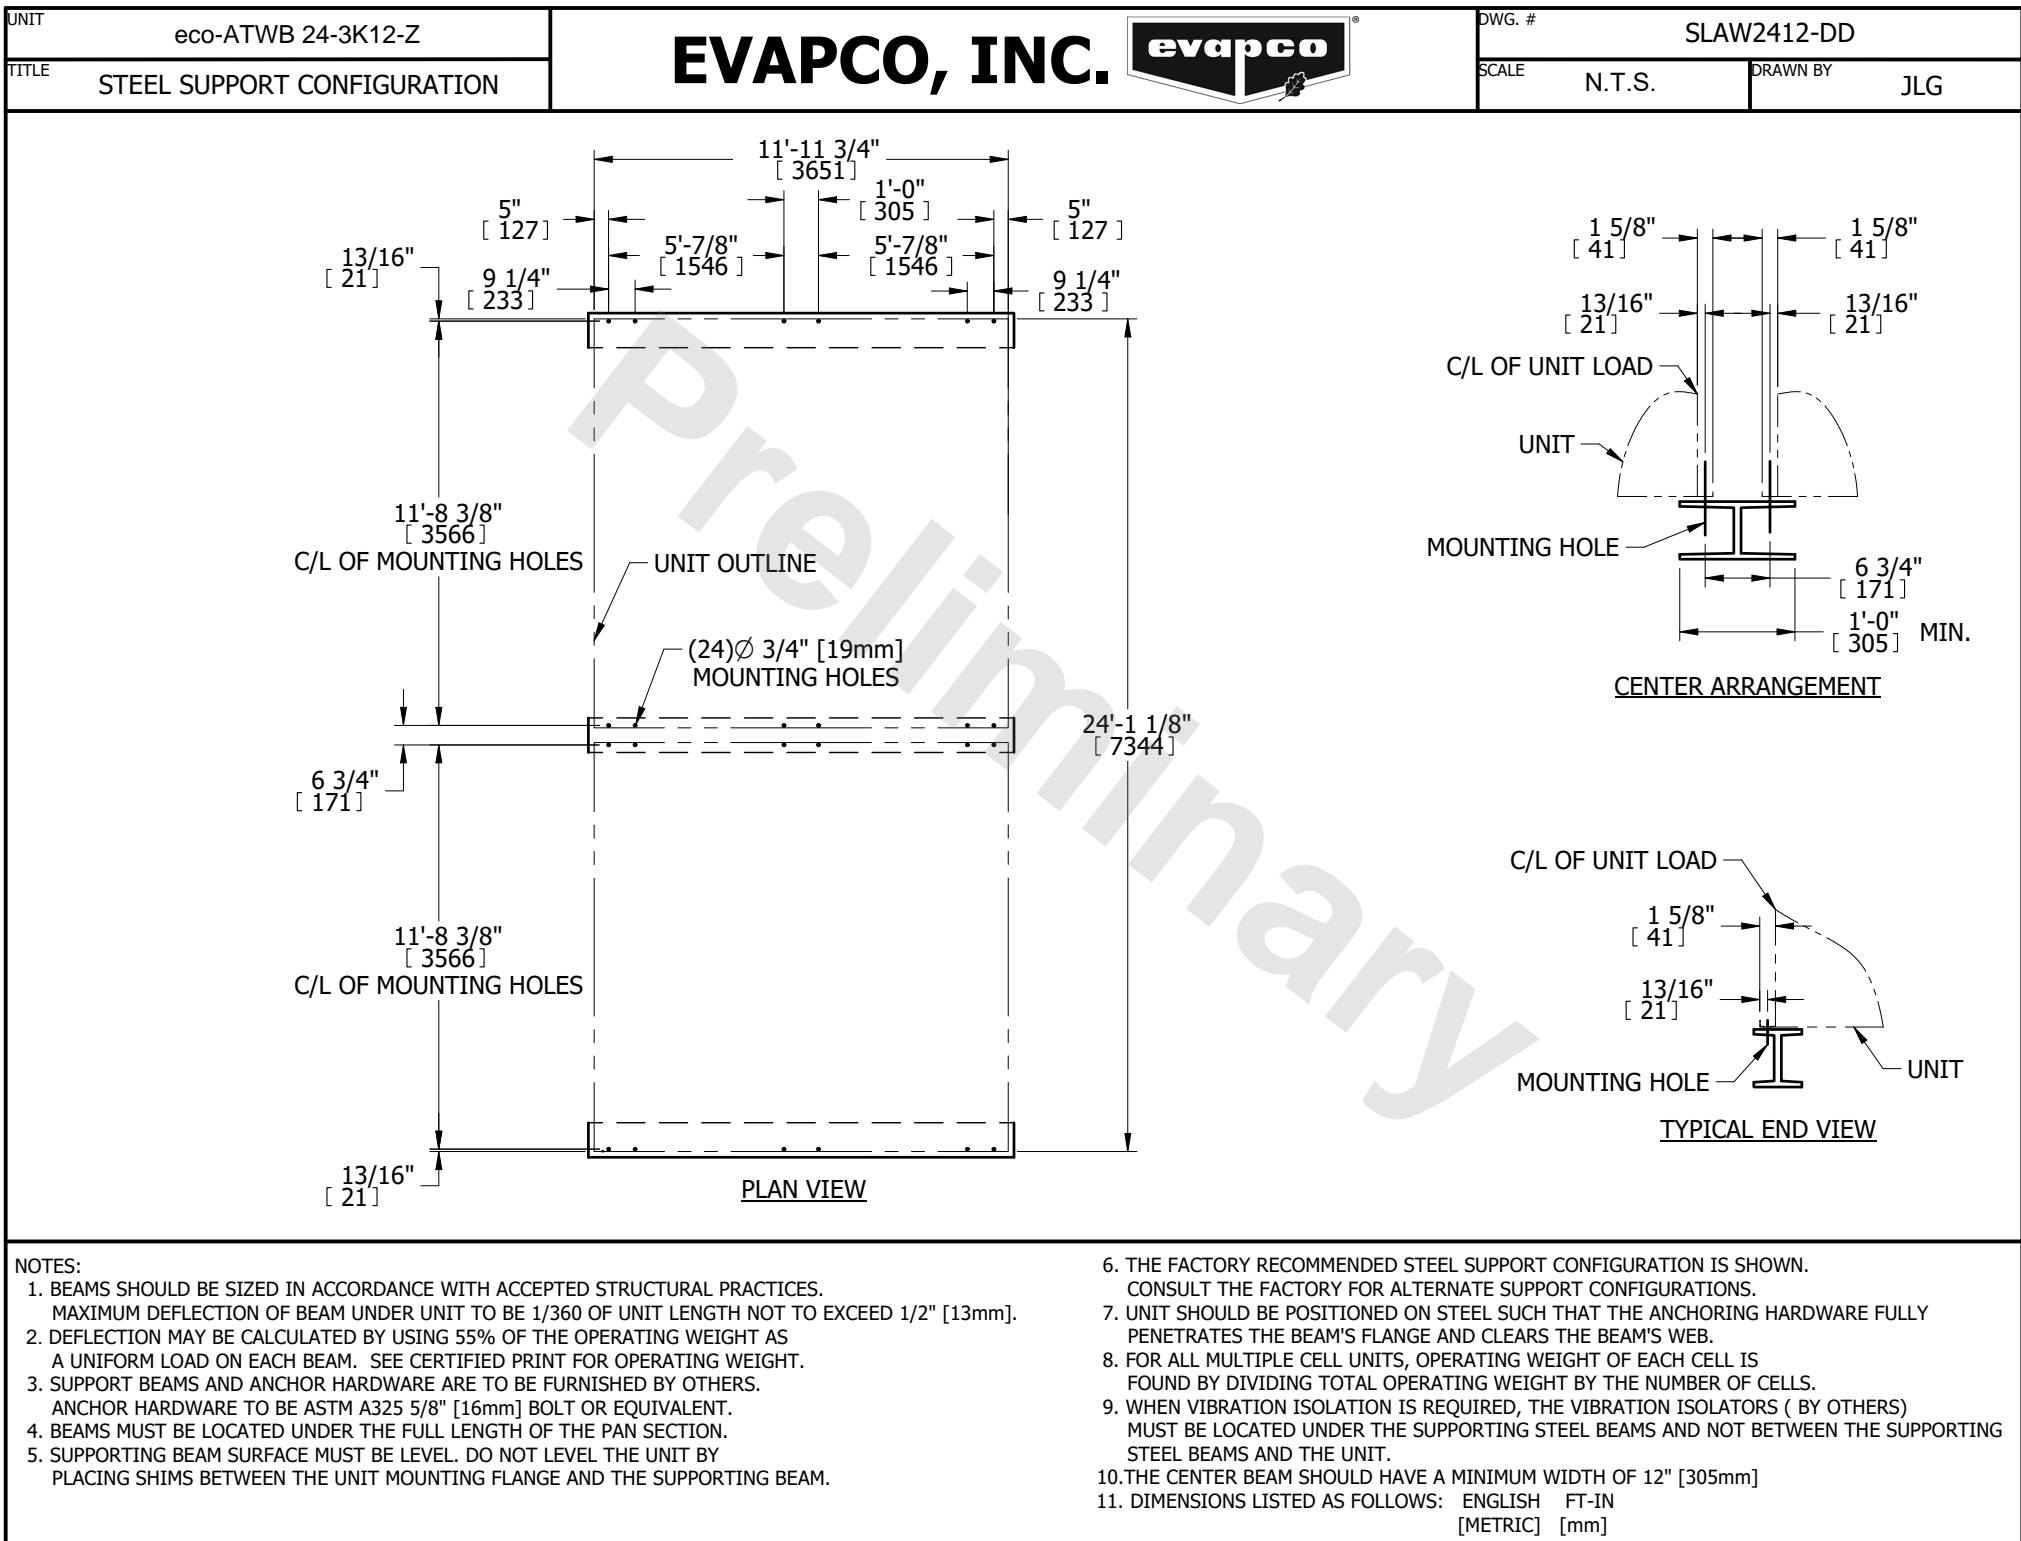 UNIT
eco-ATWB 24-3K12-Z
TITLE
STEEL SUPPORT CONFIGURATION
EVAPCO, INC.
evapco
®
DWG. #
SLAW2412-DD
SCALE
N.T.S.
DRAWN BY
JLG
11'-11 3/4"
[ 3651]
1'-0"
[ 305 ]
5"
[ 127]
5"
[ 127 ]
5'-7/8"
[ 1546 ]
5'-7/8"
[ 1546 ]
13/16"
[ 21]
9 1/4"
[ 233]
9 1/4"
[ 233 ]
11'-8 3/8"
[ 3566]
C/L OF MOUNTING HOLES
UNIT OUTLINE
(24)∅ 3/4" [19mm]
MOUNTING HOLES
24'-1 1/8"
[ 7344]
6 3/4"
[ 171]
11'-8 3/8"
[ 3566]
C/L OF MOUNTING HOLES
13/16"
[ 21]
PLAN VIEW
Preliminary
1 5/8"
[ 41]
1 5/8"
[ 41]
13/16"
[ 21]
13/16"
[ 21]
C/L OF UNIT LOAD
UNIT
MOUNTING HOLE
6 3/4"
[ 171]
1'-0"
[ 305] MIN.
CENTER ARRANGEMENT
C/L OF UNIT LOAD
1 5/8"
[ 41]
13/16"
[ 21]
MOUNTING HOLE
UNIT
TYPICAL END VIEW
NOTES:
1. BEAMS SHOULD BE SIZED IN ACCORDANCE WITH ACCEPTED STRUCTURAL PRACTICES.
MAXIMUM DEFLECTION OF BEAM UNDER UNIT TO BE 1/360 OF UNIT LENGTH NOT TO EXCEED 1/2" [13mm].
2. DEFLECTION MAY BE CALCULATED BY USING 55% OF THE OPERATING WEIGHT AS
A UNIFORM LOAD ON EACH BEAM. SEE CERTIFIED PRINT FOR OPERATING WEIGHT.
3. SUPPORT BEAMS AND ANCHOR HARDWARE ARE TO BE FURNISHED BY OTHERS.
ANCHOR HARDWARE TO BE ASTM A325 5/8" [16mm] BOLT OR EQUIVALENT.
4. BEAMS MUST BE LOCATED UNDER THE FULL LENGTH OF THE PAN SECTION.
5. SUPPORTING BEAM SURFACE MUST BE LEVEL. DO NOT LEVEL THE UNIT BY
PLACING SHIMS BETWEEN THE UNIT MOUNTING FLANGE AND THE SUPPORTING BEAM.
6. THE FACTORY RECOMMENDED STEEL SUPPORT CONFIGURATION IS SHOWN.
CONSULT THE FACTORY FOR ALTERNATE SUPPORT CONFIGURATIONS.
7. UNIT SHOULD BE POSITIONED ON STEEL SUCH THAT THE ANCHORING HARDWARE FULLY
PENETRATES THE BEAM'S FLANGE AND CLEARS THE BEAM'S WEB.
8. FOR ALL MULTIPLE CELL UNITS, OPERATING WEIGHT OF EACH CELL IS
FOUND BY DIVIDING TOTAL OPERATING WEIGHT BY THE NUMBER OF CELLS.
9. WHEN VIBRATION ISOLATION IS REQUIRED, THE VIBRATION ISOLATORS ( BY OTHERS)
MUST BE LOCATED UNDER THE SUPPORTING STEEL BEAMS AND NOT BETWEEN THE SUPPORTING
STEEL BEAMS AND THE UNIT.
10.THE CENTER BEAM SHOULD HAVE A MINIMUM WIDTH OF 12" [305mm]
11. DIMENSIONS LISTED AS FOLLOWS: ENGLISH FT-IN
[METRIC] [mm]